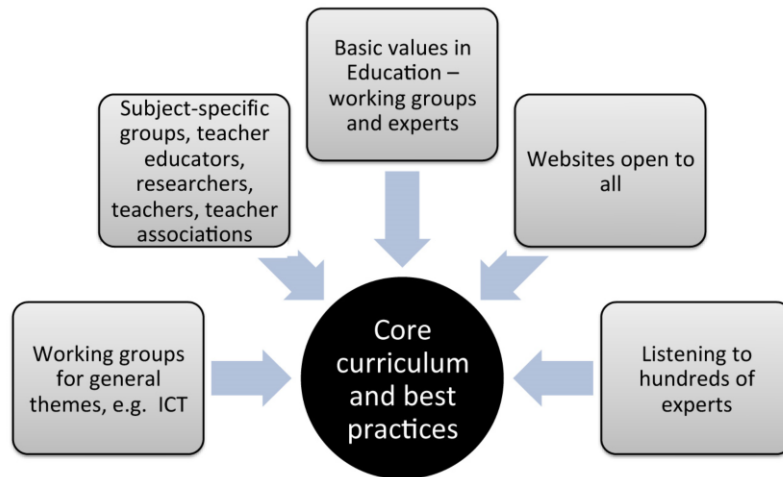 Basic values in
Education –
working groups
and experts
Subject-specific
groups, teacher
educators,
researchers,
teachers, teacher
associations
Websites open to
all
Working groups
for general
themes, e.g. ICT
Core
curriculum
and best
practices
Listening to
hundreds of
experts